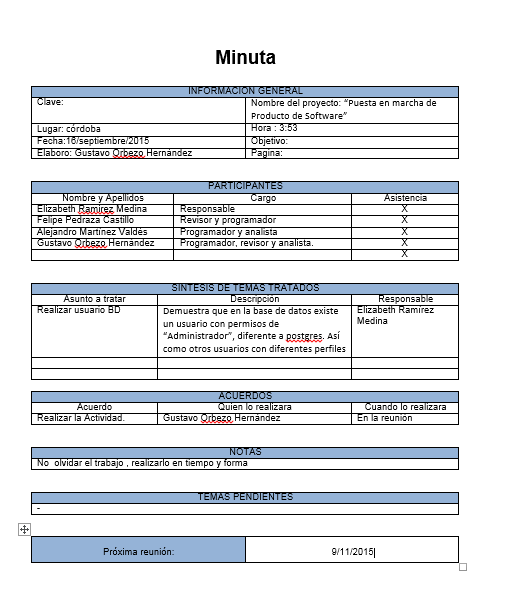 Minuta
INFORMACION GENERAL
Clave:
Nombre del proyecto: "Puesta en marcha de
Producto de Software"
Lugar: córdoba
Hora : 3:53
Fecha:16/septiembre/2015
Objetivo:
Elaboro: Gustavo Orbezo Hernández
Pagina:
PARTICIPANTES
Nombre y Apellidos
Cargo
Asistencia
Elizabeth Ramírez Medina
Responsable
X
Felipe Pedraza Castillo
Revisor y programador
X
Alejandro Martínez Valdés
Programador y analista
X
Gustavo Orbezo Hernández
Programador, revisor y analista.
X
X
SINTESIS DE TEMAS TRATADOS
Asunto a tratar
Descripción
Responsable
Realizar usuario BD
Demuestra que en la base de datos existe
un usuario con permisos de
"Administrador", diferente a postgres. Así
como otros usuarios con diferentes perfiles
Elizabeth Ramírez
Medina
ACUERDOS
Acuerdo
Quien lo realizara
Cuando lo realizara
Realizar la Actividad.
Gustavo Orbezo Hernández
En la reunión
NOTAS
No olvidar el trabajo , realizarlo en tiempo y forma
TEMAS PENDIENTES
-
Próxima reunión:
9/11/2015